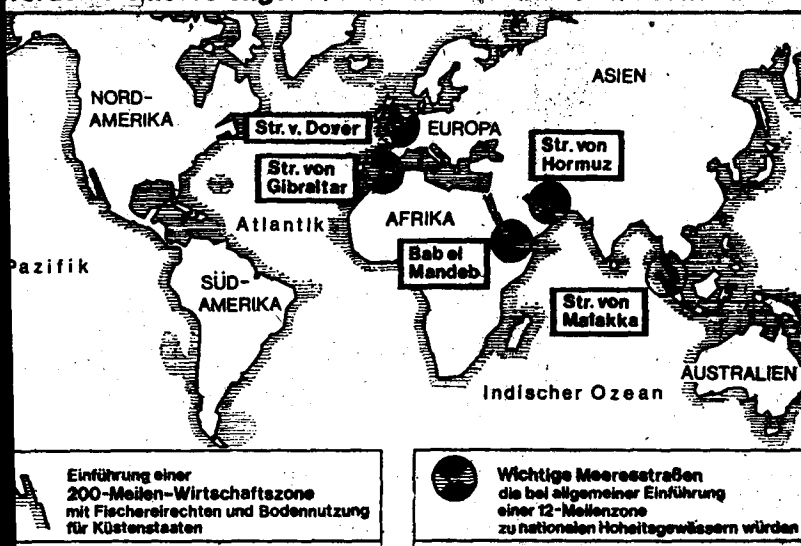 NORD-
AMERIKA
ASIEN
Str. v. Dover
EUROPA
Str. von
Hormuz
Str. von
Gibraltar
Atlantik
AFRIKA
Pazifik
Bab el
Mandeb
SÜD-
AMERIKA
Str. von
Malakka
AUSTRALIEN
Indischer Ozean
Einführung einer
200-Meilen-Wirtschaftszone
mit Fischereirechten und Bodennutzung
für Küstenstaaten
Wichtige Meeresstraßen
die bei allgemeiner Einführung
einer 12-Meilenzone
zu nationalen Hoheitsgewässern würden